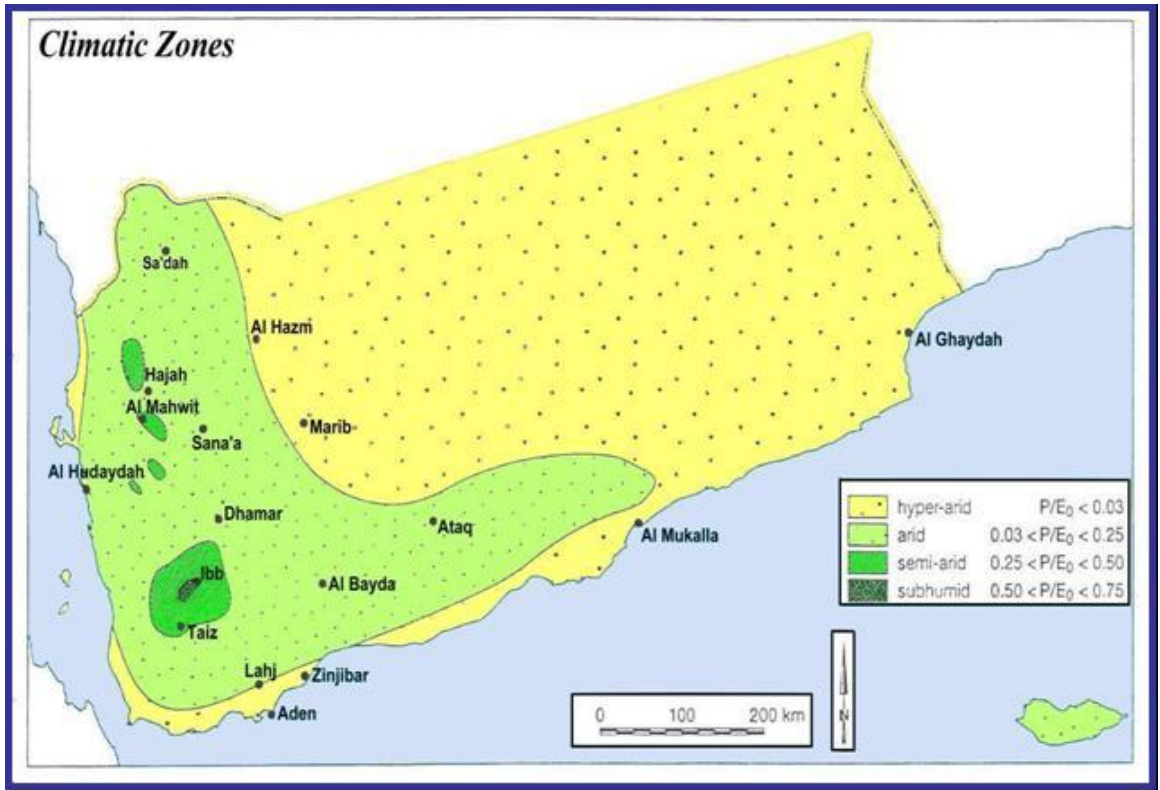 Climatic Zones
Sa'dah
Al Hazm
Al Ghaydah
Hajah
Al Mahwit
Marib
Sana'a
Al Hudaydah
Dhamar
Ataq
Al Mukalla
Ibb
Al Bayda
Taiz
Lahj
Zinjibar
Aden
hyper-arid P/E₀ < 0.03
arid 0.03 < P/E₀ < 0.25
semi-arid 0.25 < P/E₀ < 0.50
subhumid 0.50 < P/E₀ < 0.75
0 100 200 km
N